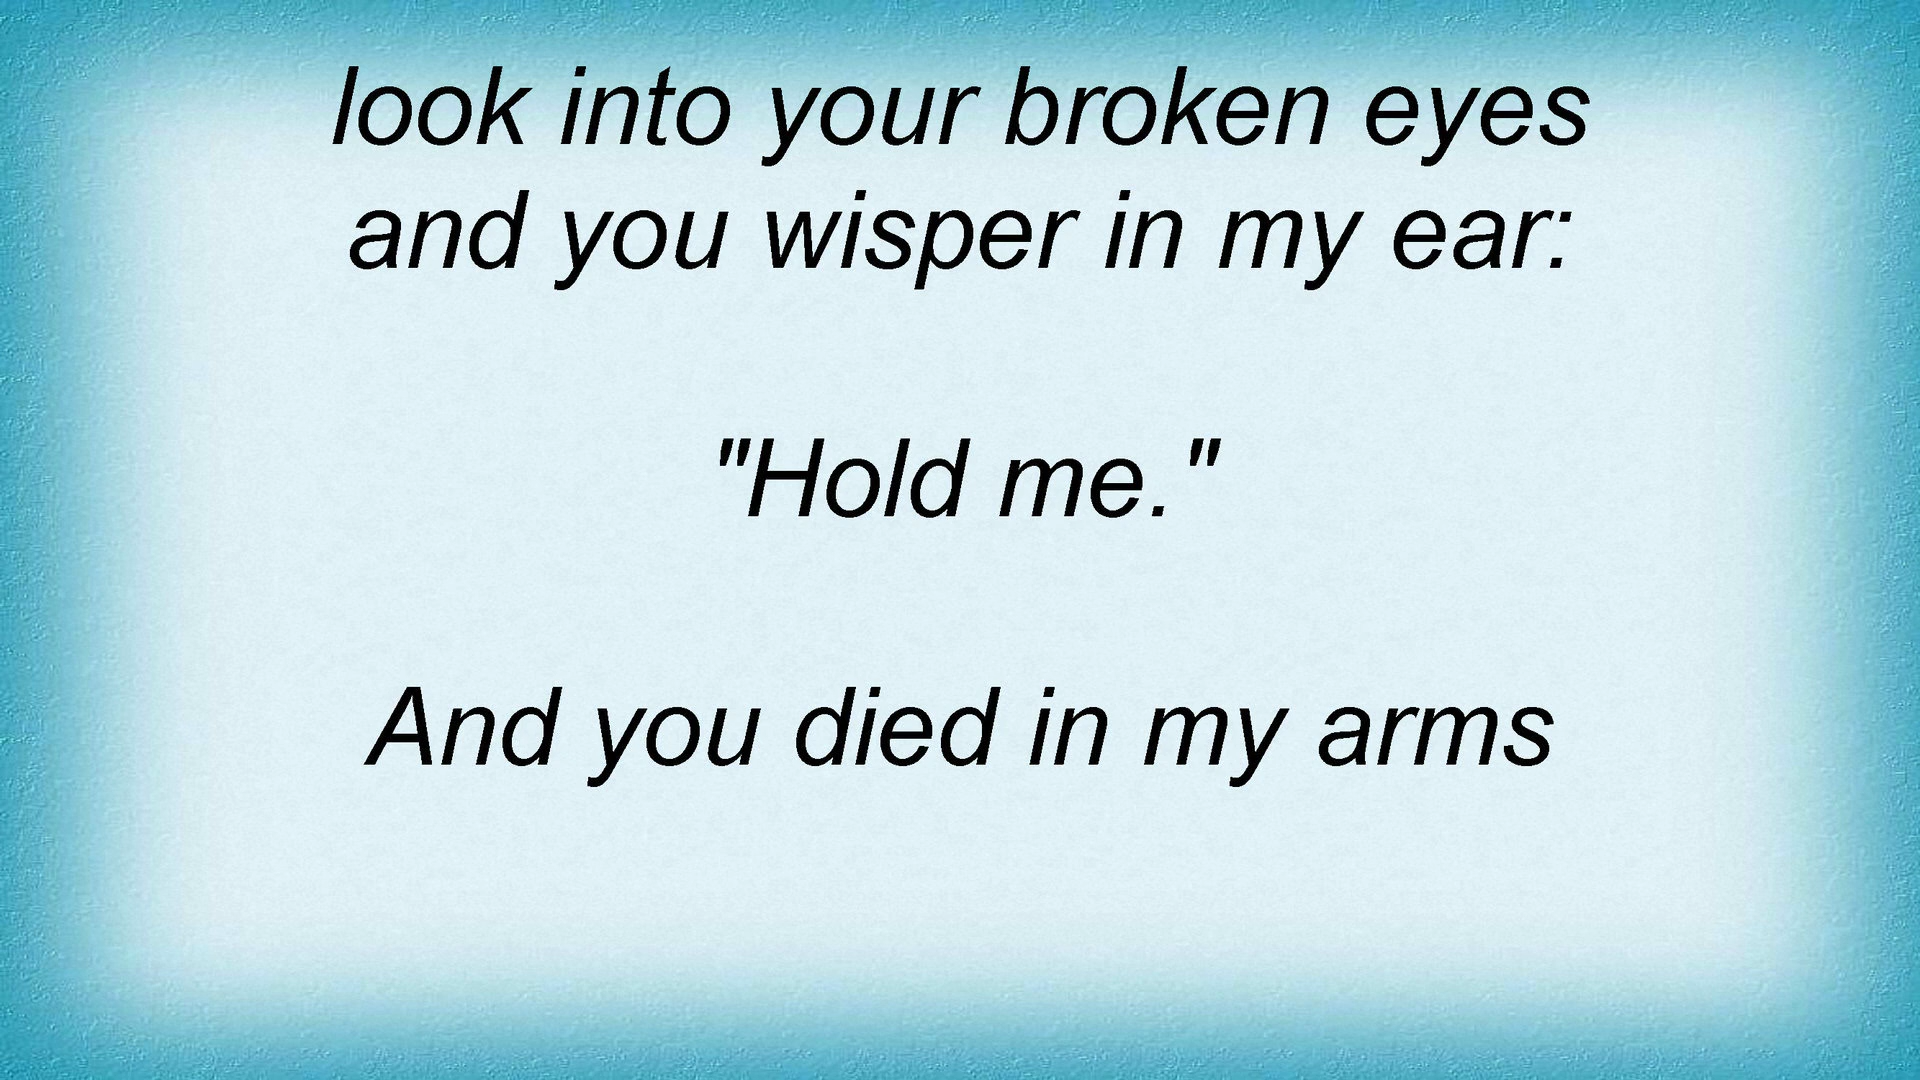 look into your broken eyes
and you wisper in my ear:
"Hold me."
And you died in my arms